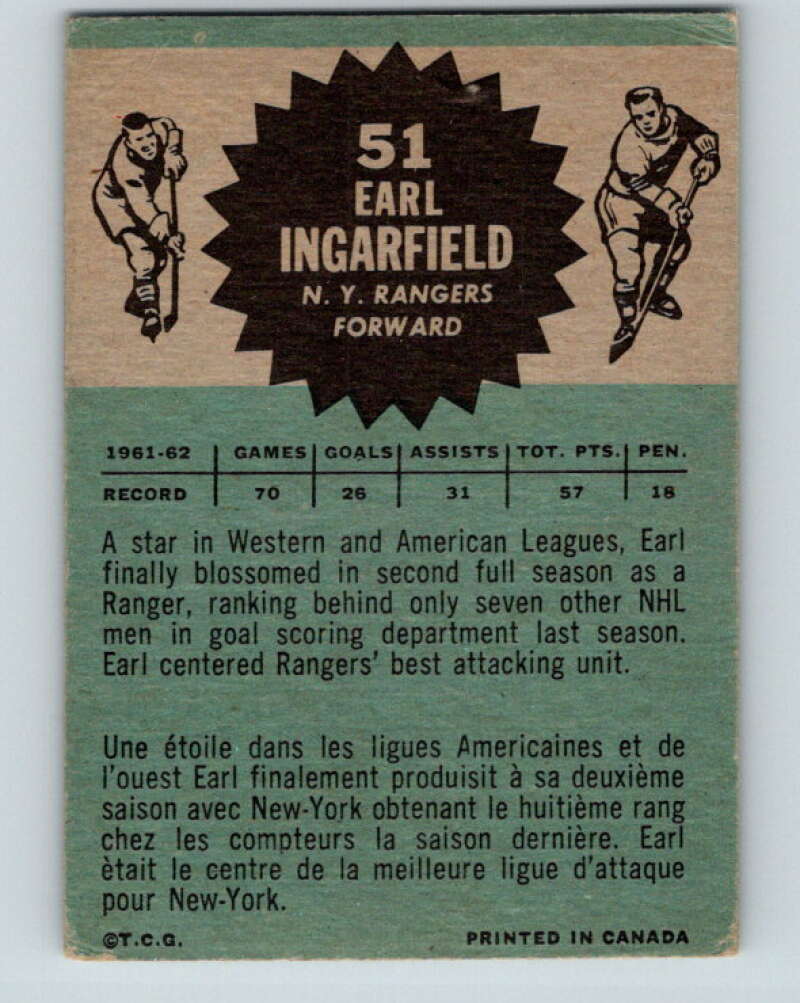 51
EARL
INGARFIELD
N. Y. RANGERS
FORWARD
1961-62 GAMES GOALS ASSISTS TOT. PTS. PEN.
RECORD 70 26 31 57 18
A star in Western and American Leagues, Earl
finally blossomed in second full season as a
Ranger, ranking behind only seven other NHL
men in goal scoring department last season.
Earl centered Rangers' best attacking unit.
Une étoile dans les ligues Americaines et de
l'ouest Earl finalement produisit à sa deuxième
saison avec New-York obtenant le huitième rang
chez les compteurs la saison dernière. Earl
ètait le centre de la meilleure ligue d'attaque
pour New-York.
©T.C.G. PRINTED IN CANADA